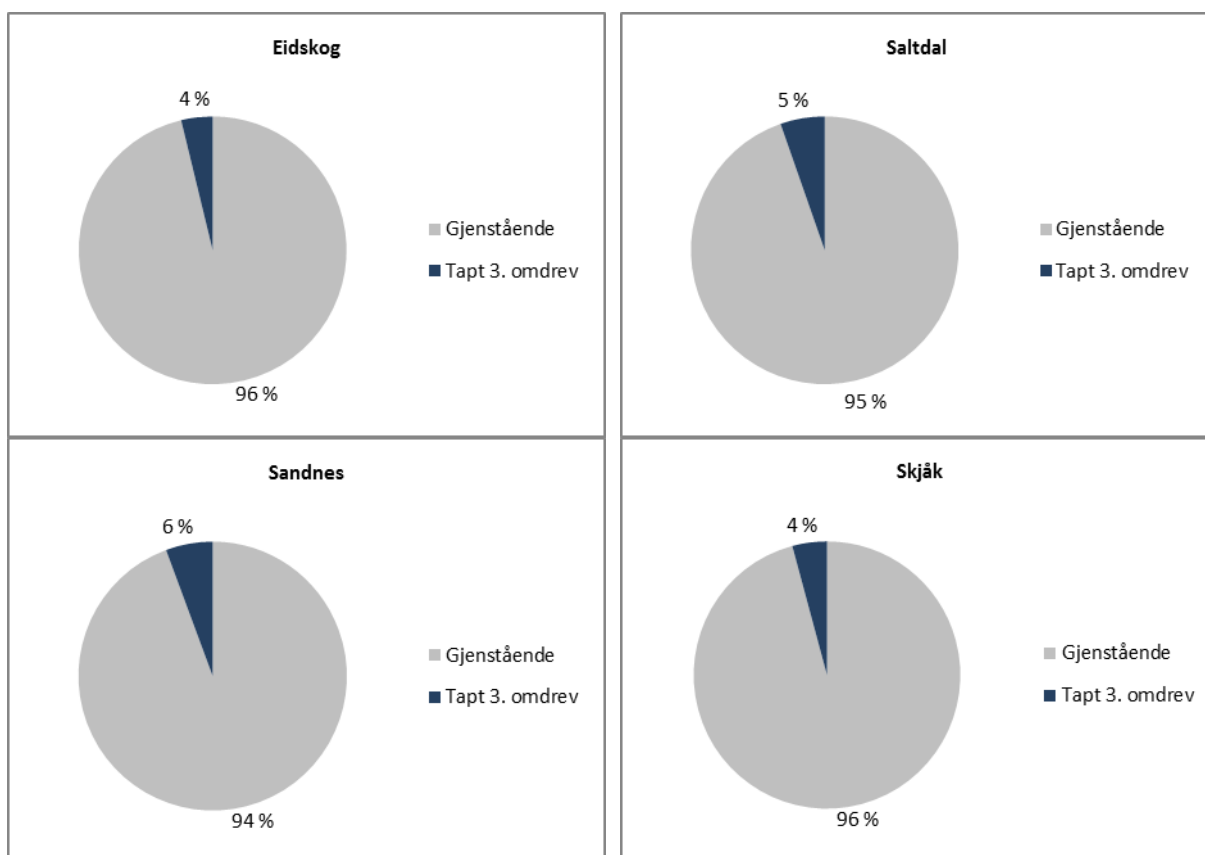 Eidskog
4 %
Gjenstående
Tapt 3. omdrev
96 %
Saltdal
5 %
Gjenstående
Tapt 3. omdrev
95 %
Sandnes
6 %
Gjenstående
Tapt 3. omdrev
94 %
Skjåk
4 %
Gjenstående
Tapt 3. omdrev
96 %